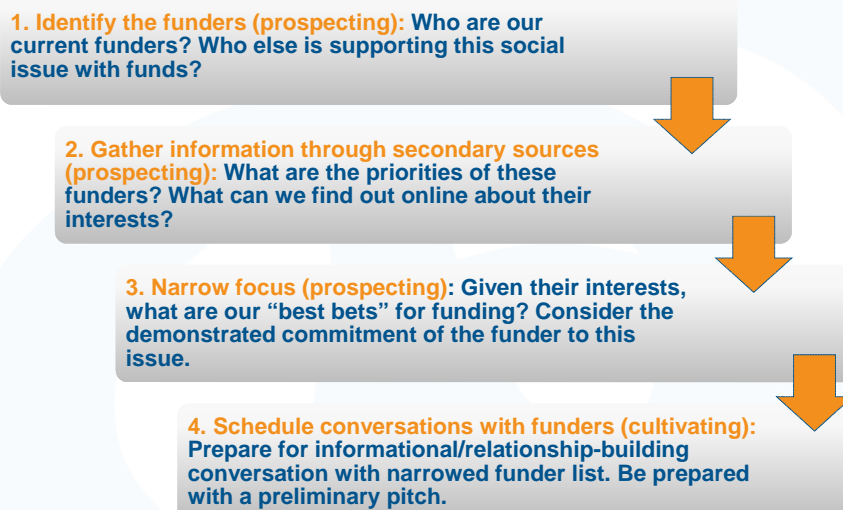 1. Identify the funders (prospecting): Who are our
current funders? Who else is supporting this social
issue with funds?
2. Gather information through secondary sources
(prospecting): What are the priorities of these
funders? What can we find out online about their
interests?
3. Narrow focus (prospecting): Given their interests,
what are our “best bets” for funding? Consider the
demonstrated commitment of the funder to this
issue.
4. Schedule conversations with funders (cultivating):
Prepare for informational/relationship-building
conversation with narrowed funder list. Be prepared
with a preliminary pitch.